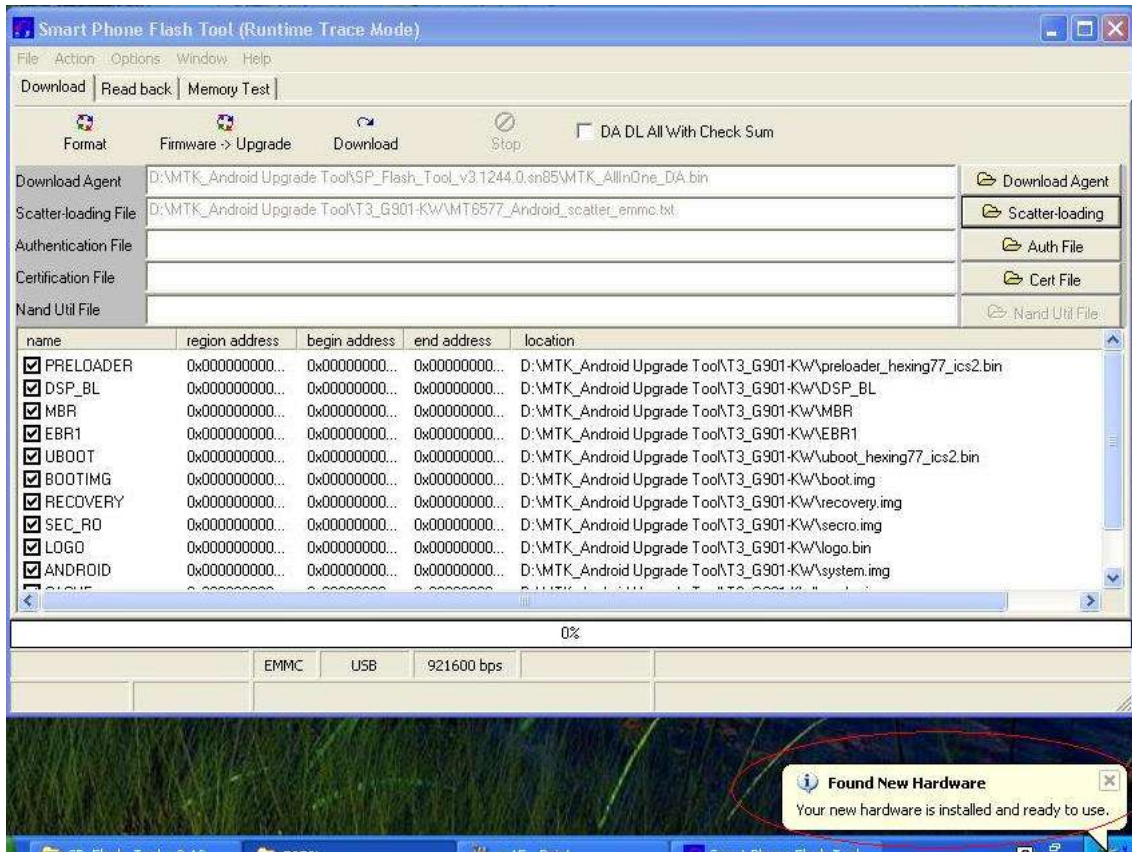 Smart Phone Flash Tool (Runtime Trace Mode)
File Action Options Window Help
Download Read back Memory Test
Format Firmware -> Upgrade Download Stop DA DL All With Check Sum
Download Agent D:\MTK_Android Upgrade Tool\SP_Flash_Tool_v3.1244.0.sn85\MTK_AllInOne_DA.bin Download Agent
Scatter-loading File D:\MTK_Android Upgrade Tool\T3_G901-KW\MT6577_Android_scatter_emmc.txt Scatter-loading
Authentication File Auth File
Certification File Cert File
Nand Util File Nand Util File
name region address begin address end address location
PRELOADER 0x000000000... 0x00000000... 0x00000000... D:\MTK_Android Upgrade Tool\T3_G901-KW\preloader_hexing77_ics2.bin
DSP_BL 0x000000000... 0x00000000... 0x00000000... D:\MTK_Android Upgrade Tool\T3_G901-KW\DSP_BL
MBR 0x000000000... 0x00000000... 0x00000000... D:\MTK_Android Upgrade Tool\T3_G901-KW\MBR
EBR1 0x000000000... 0x00000000... 0x00000000... D:\MTK_Android Upgrade Tool\T3_G901-KW\EBR1
UBOOT 0x000000000... 0x00000000... 0x00000000... D:\MTK_Android Upgrade Tool\T3_G901-KW\uboot_hexing77_ics2.bin
BOOTIMG 0x000000000... 0x00000000... 0x00000000... D:\MTK_Android Upgrade Tool\T3_G901-KW\boot.img
RECOVERY 0x000000000... 0x00000000... 0x00000000... D:\MTK_Android Upgrade Tool\T3_G901-KW\recovery.img
SEC_RO 0x000000000... 0x00000000... 0x00000000... D:\MTK_Android Upgrade Tool\T3_G901-KW\secro.img
LOGO 0x000000000... 0x00000000... 0x00000000... D:\MTK_Android Upgrade Tool\T3_G901-KW\logo.bin
ANDROID 0x000000000... 0x00000000... 0x00000000... D:\MTK_Android Upgrade Tool\T3_G901-KW\system.img
0%
EMMC USB 921600 bps
Found New Hardware
Your new hardware is installed and ready to use.